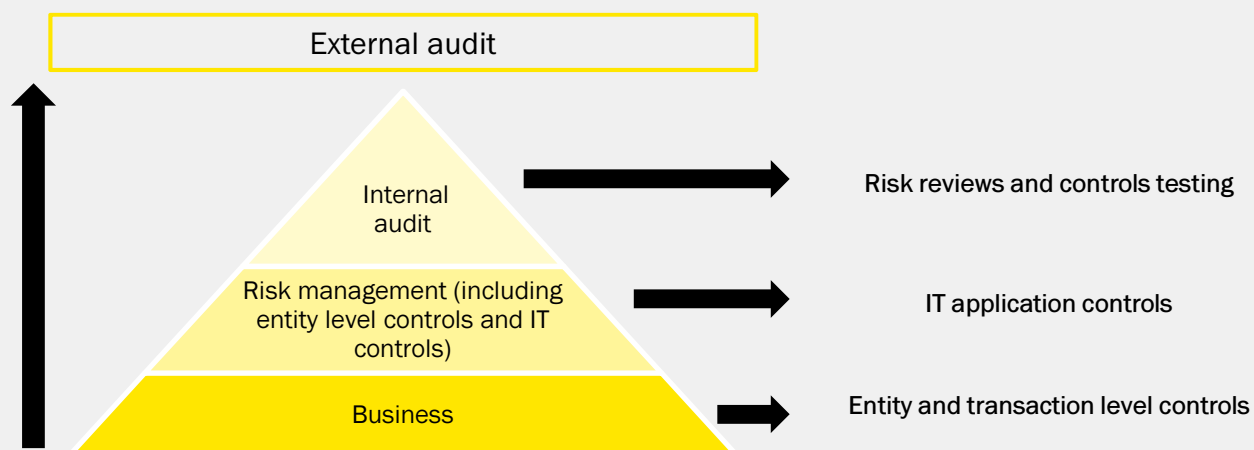 External audit
Internal
audit
Risk reviews and controls testing
Risk management (including
entity level controls and IT
controls)
IT application controls
Business
Entity and transaction level controls